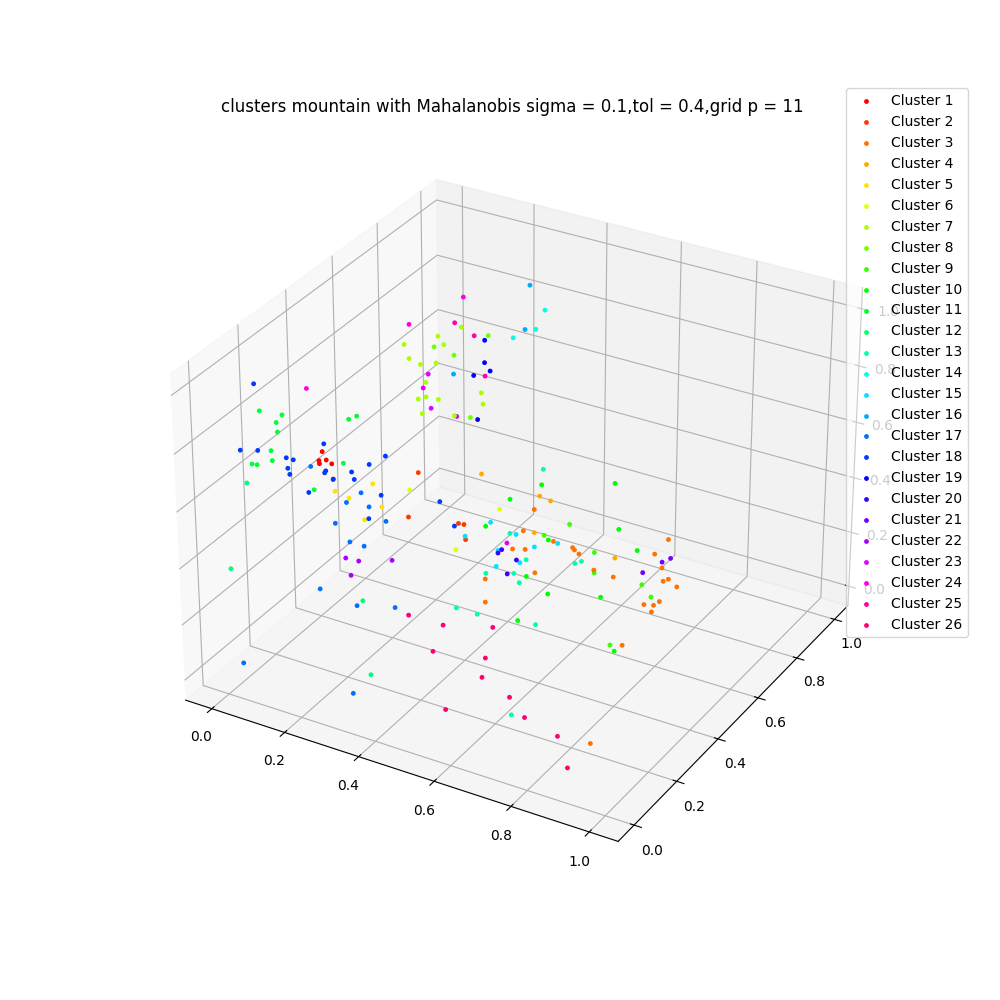 clusters mountain with Mahalanobis sigma = 0.1,tol = 0.4,grid p = 11
Cluster 1
Cluster 2
Cluster 3
Cluster 4
Cluster 5
Cluster 6
Cluster 7
Cluster 8
Cluster 9
Cluster 10
Cluster 11
Cluster 12
Cluster 13
Cluster 14
Cluster 15
Cluster 16
Cluster 17
Cluster 18
Cluster 19
Cluster 20
Cluster 21
Cluster 22
Cluster 23
Cluster 24
Cluster 25
Cluster 26
1.0
0.8
0.6
0.4
0.2
0.0
0.0
0.2
0.4
0.6
0.8
1.0
0.0
0.2
0.4
0.6
0.8
1.0